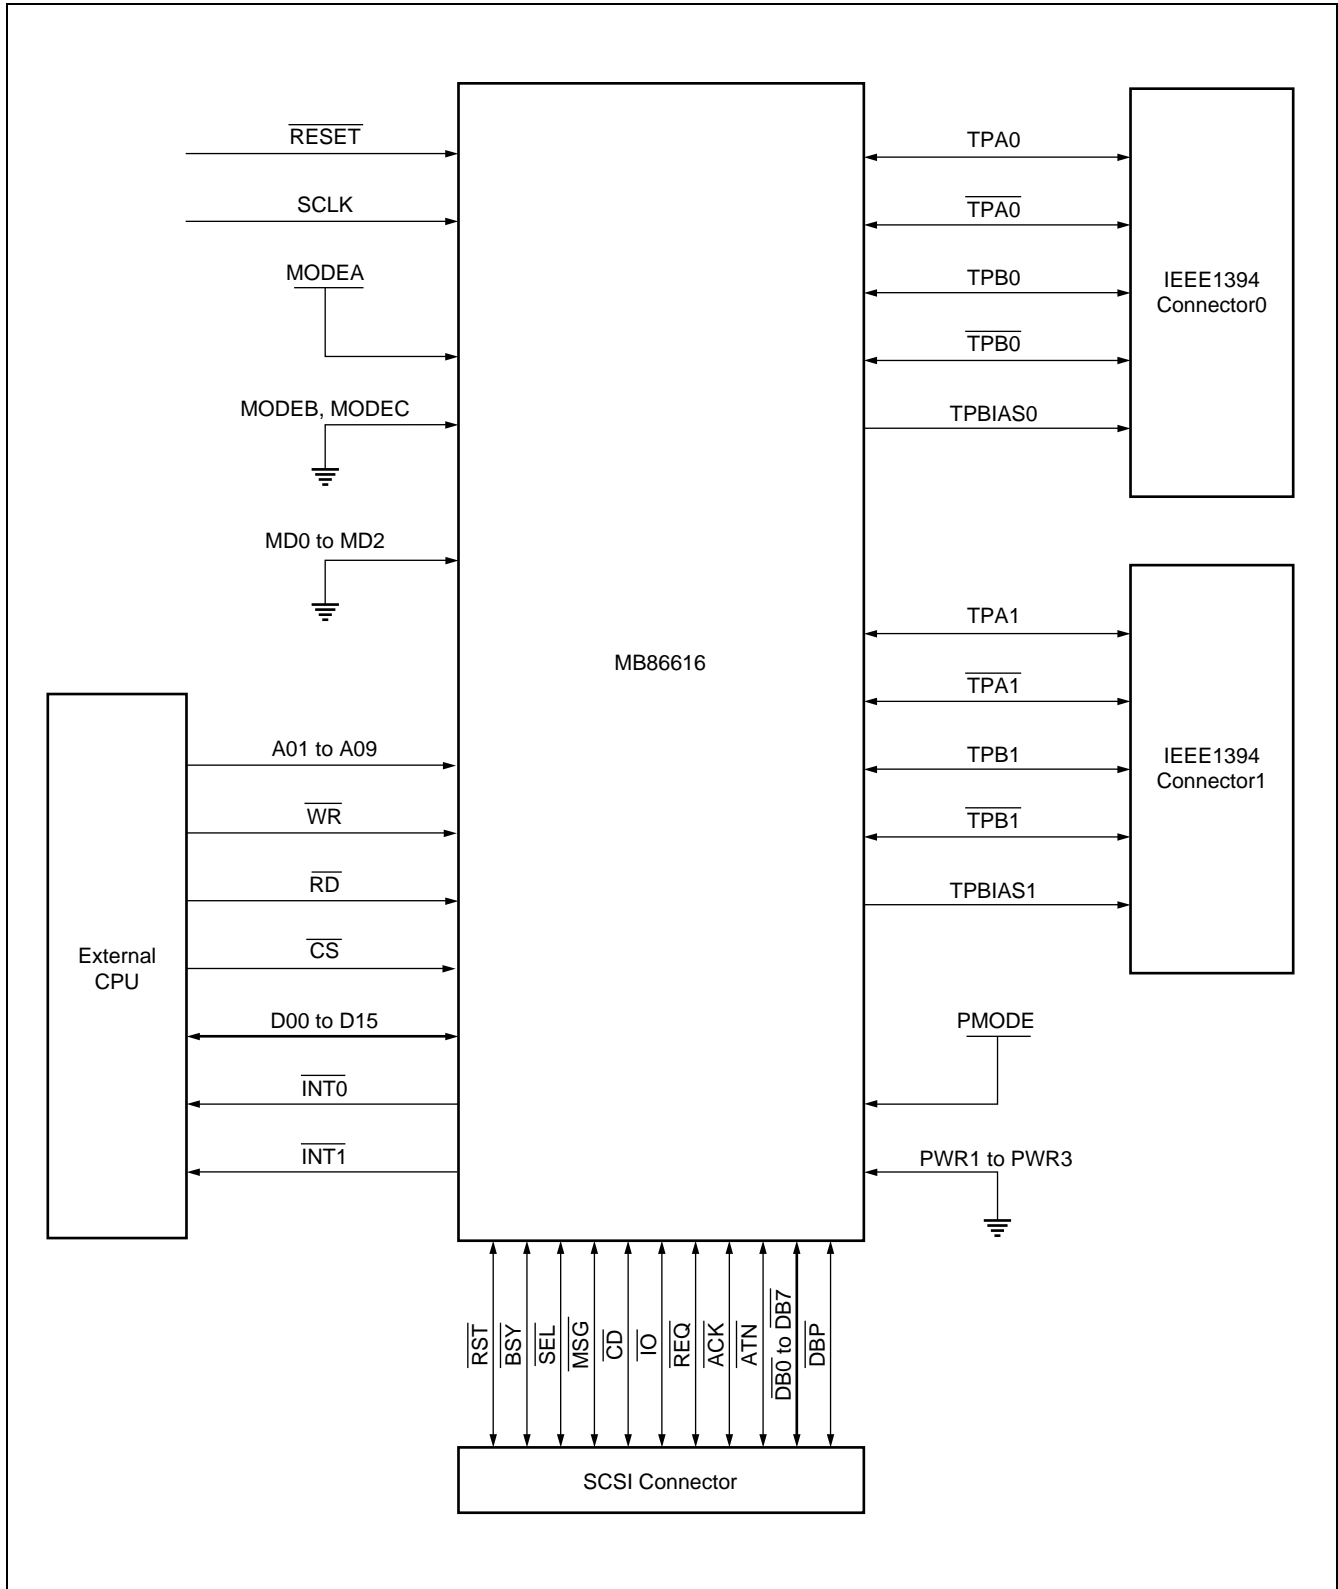 RESET
SCLK
MODEA
MODEB, MODEC
MD0 to MD2
MB86616
External
CPU
A01 to A09
WR
RD
CS
D00 to D15
INT0
INT1
TPA0
TPA0
TPB0
TPB0
TPBIAS0
IEEE1394
Connector0
TPA1
TPA1
TPB1
TPB1
TPBIAS1
IEEE1394
Connector1
PMODE
PWR1 to PWR3
RST
BSY
SEL
MSG
CD
IO
REQ
ACK
ATN
DB0 to DB7
DBP
SCSI Connector